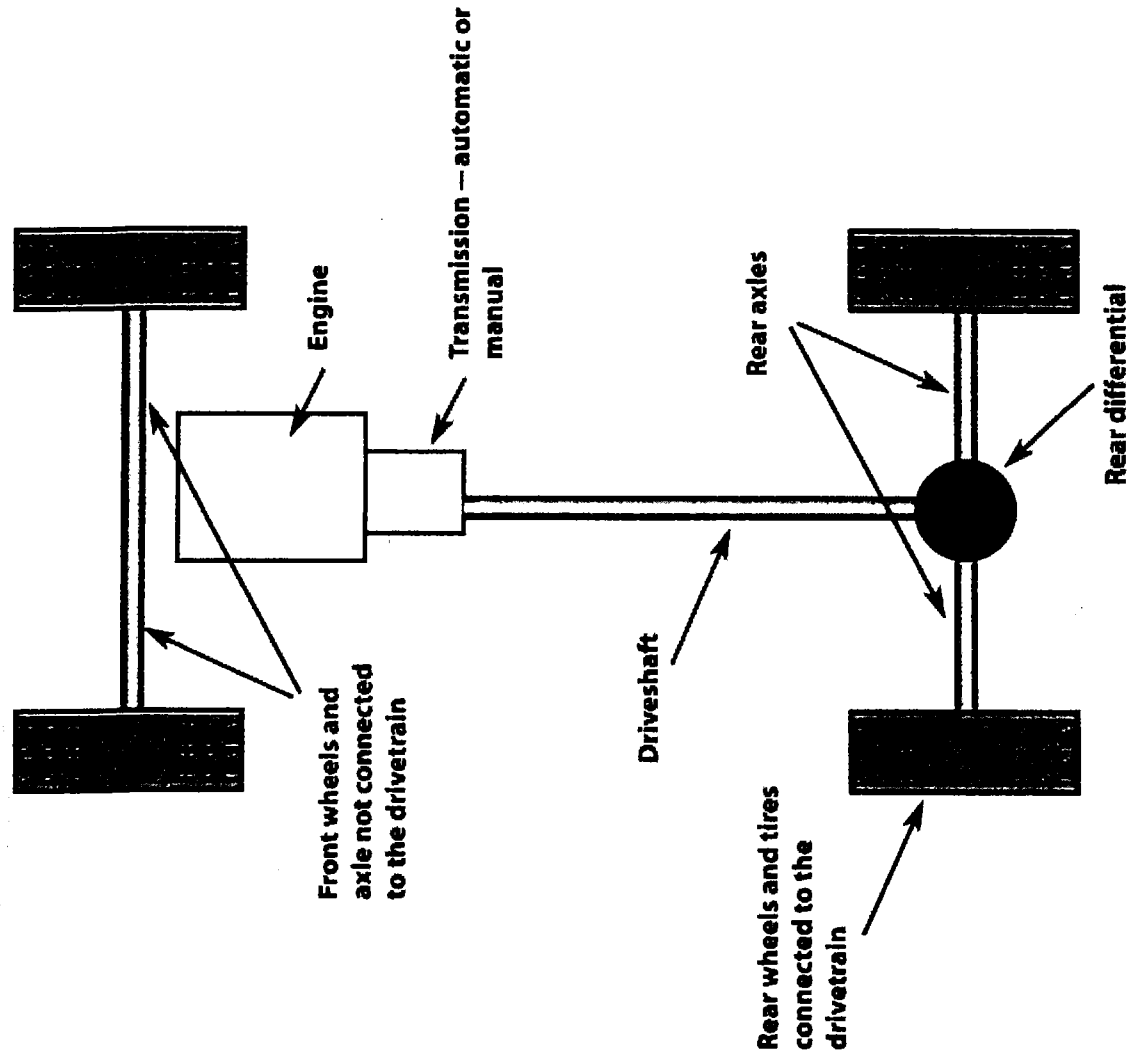 Front wheels and
axle not connected
to the drivetrain
Engine
Transmission—automatic or
manual
Driveshaft
Rear axles
Rear wheels and tires
connected to the
drivetrain
Rear differential